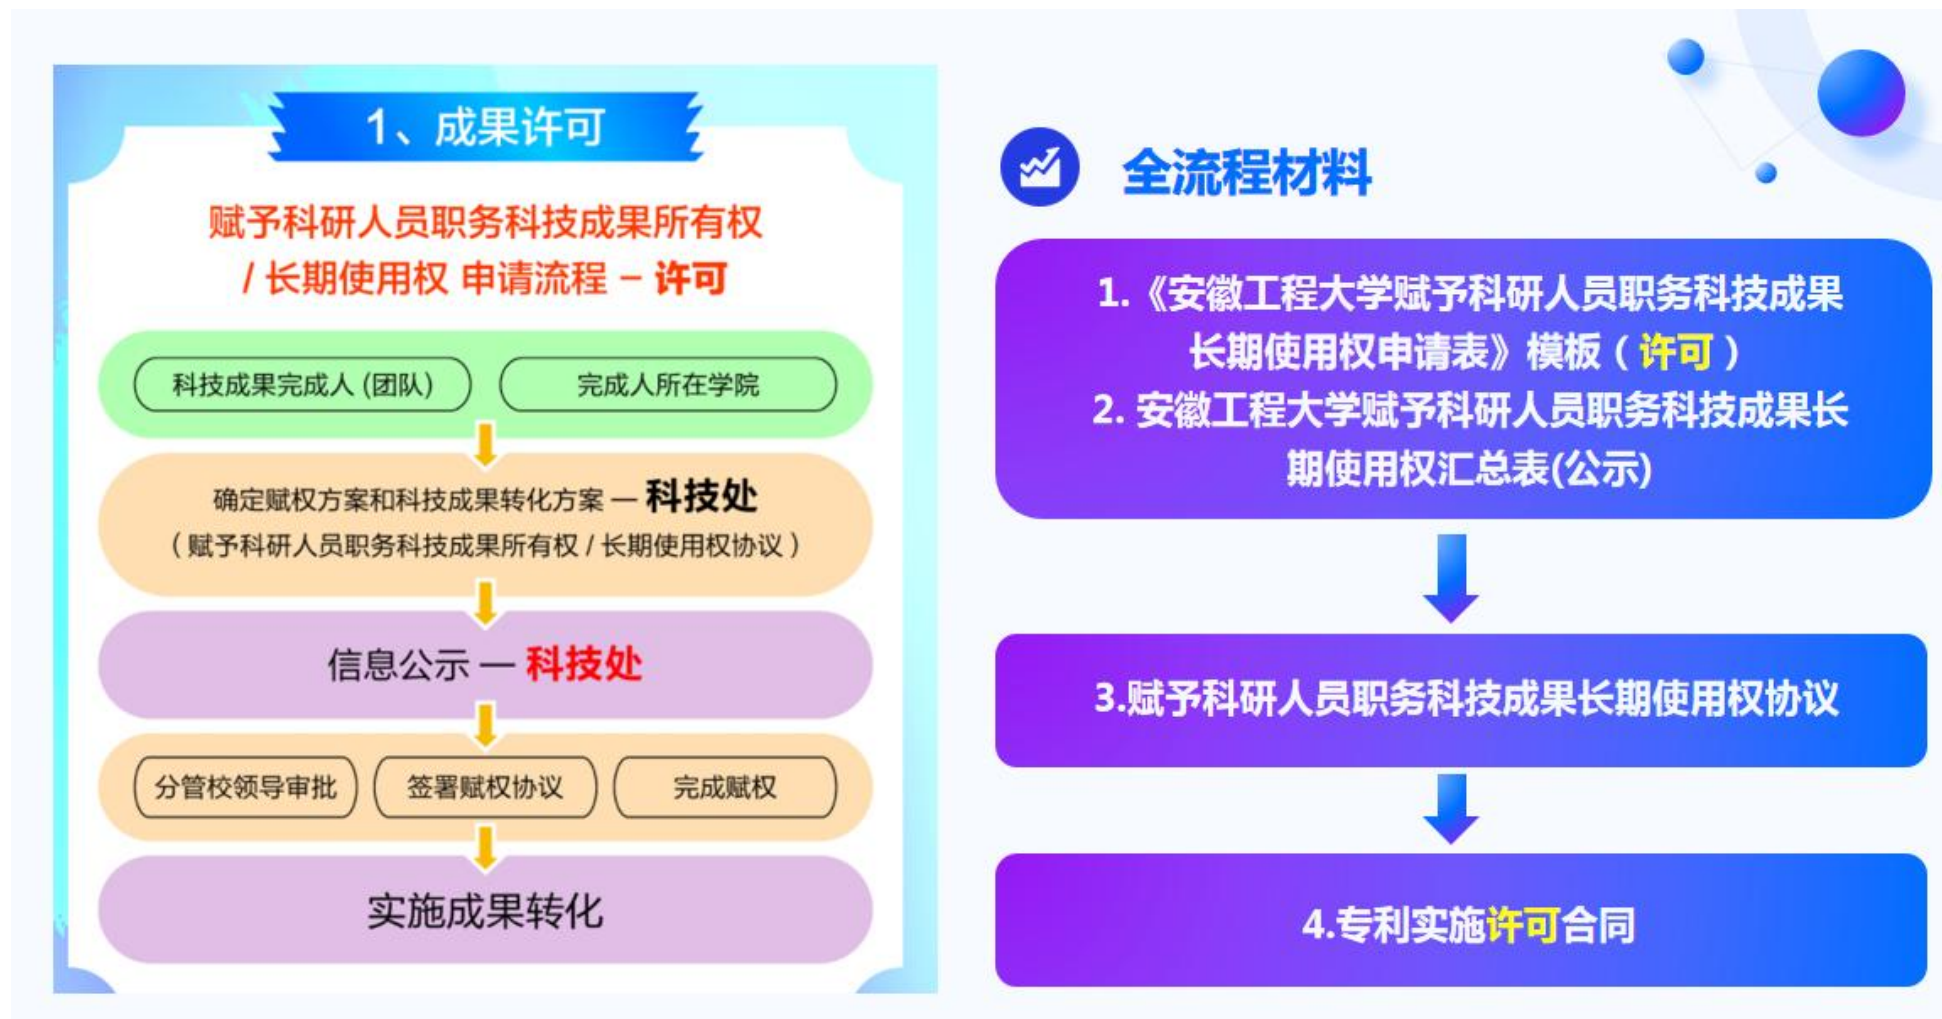 1、成果许可
赋予科研人员职务科技成果所有权
/ 长期使用权 申请流程 – 许可
科技成果完成人 (团队)
完成人所在学院
确定赋权方案和科技成果转化方案 — 科技处
（赋予科研人员职务科技成果所有权 / 长期使用权协议）
信息公示 — 科技处
分管校领导审批
签署赋权协议
完成赋权
实施成果转化
全流程材料
1.《安徽工程大学赋予科研人员职务科技成果
长期使用权申请表》模板（许可）
2. 安徽工程大学赋予科研人员职务科技成果长
期使用权汇总表(公示)
3.赋予科研人员职务科技成果长期使用权协议
4.专利实施许可合同